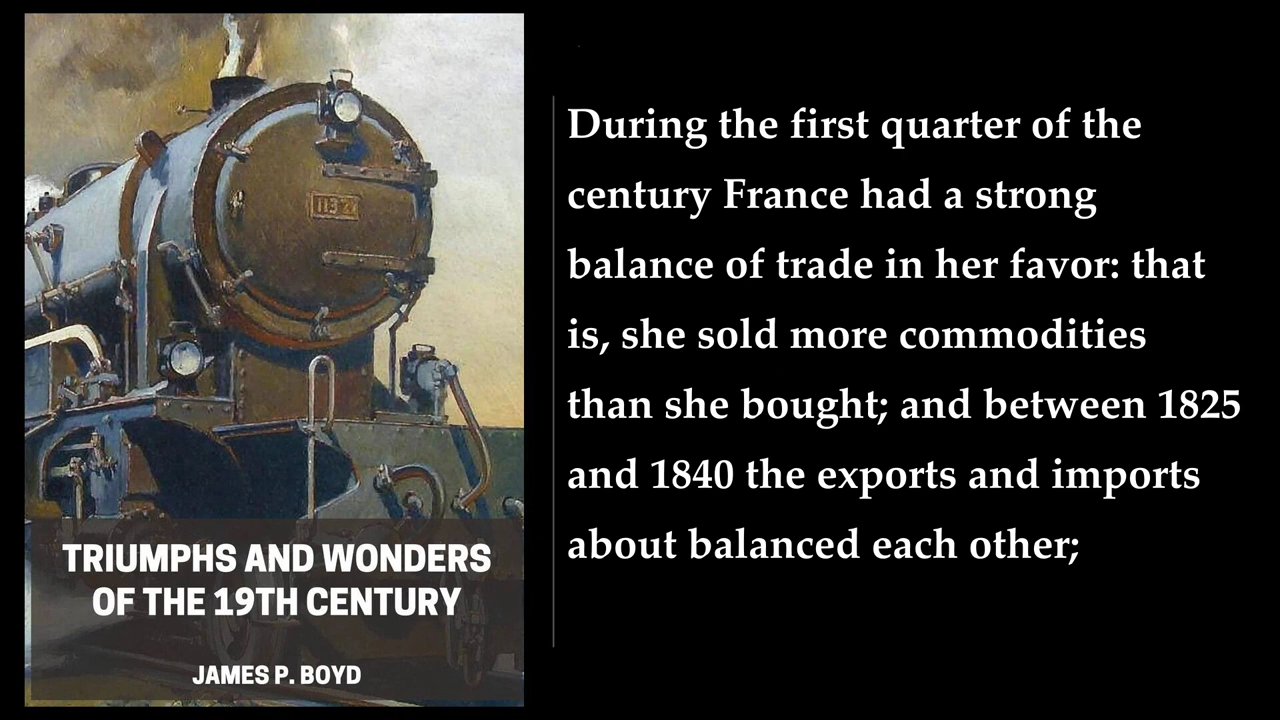 TRIUMPHS AND WONDERS
OF THE 19TH CENTURY
JAMES P. BOYD
During the first quarter of the
century France had a strong
balance of trade in her favor: that
is, she sold more commodities
than she bought; and between 1825
and 1840 the exports and imports
about balanced each other;